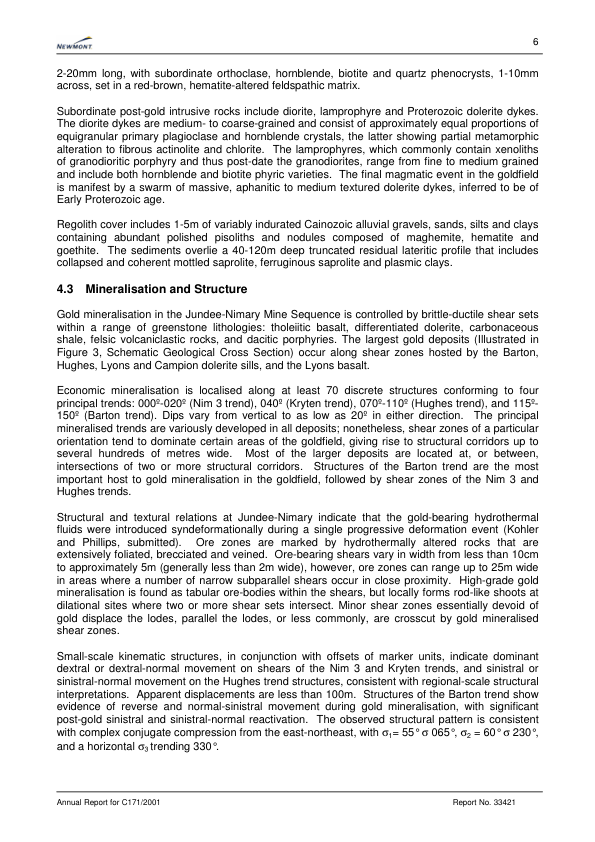 NEWMONT
6
2-20mm long, with subordinate orthoclase, hornblende, biotite and quartz phenocrysts, 1-10mm
across, set in a red-brown, hematite-altered feldspathic matrix.
Subordinate post-gold intrusive rocks include diorite, lamprophyre and Proterozoic dolerite dykes.
The diorite dykes are medium- to coarse-grained and consist of approximately equal proportions of
equigranular primary plagioclase and hornblende crystals, the latter showing partial metamorphic
alteration to fibrous actinolite and chlorite. The lamprophyres, which commonly contain xenoliths
of granodioritic porphyry and thus post-date the granodiorites, range from fine to medium grained
and include both hornblende and biotite phyric varieties. The final magmatic event in the goldfield
is manifest by a swarm of massive, aphanitic to medium textured dolerite dykes, inferred to be of
Early Proterozoic age.
Regolith cover includes 1-5m of variably indurated Cainozoic alluvial gravels, sands, silts and clays
containing abundant polished pisoliths and nodules composed of maghemite, hematite and
goethite. The sediments overlie a 40-120m deep truncated residual lateritic profile that includes
collapsed and coherent mottled saprolite, ferruginous saprolite and plasmic clays.
4.3 Mineralisation and Structure
Gold mineralisation in the Jundee-Nimary Mine Sequence is controlled by brittle-ductile shear sets
within a range of greenstone lithologies: tholeiitic basalt, differentiated dolerite, carbonaceous
shale, felsic volcaniclastic rocks, and dacitic porphyries. The largest gold deposits (Illustrated in
Figure 3, Schematic Geological Cross Section) occur along shear zones hosted by the Barton,
Hughes, Lyons and Campion dolerite sills, and the Lyons basalt.
Economic mineralisation is localised along at least 70 discrete structures conforming to four
principal trends: 000º-020º (Nim 3 trend), 040º (Kryten trend), 070º-110º (Hughes trend), and 115º-
150º (Barton trend). Dips vary from vertical to as low as 20º in either direction. The principal
mineralised trends are variously developed in all deposits; nonetheless, shear zones of a particular
orientation tend to dominate certain areas of the goldfield, giving rise to structural corridors up to
several hundreds of metres wide. Most of the larger deposits are located at, or between,
intersections of two or more structural corridors. Structures of the Barton trend are the most
important host to gold mineralisation in the goldfield, followed by shear zones of the Nim 3 and
Hughes trends.
Structural and textural relations at Jundee-Nimary indicate that the gold-bearing hydrothermal
fluids were introduced syndeformationally during a single progressive deformation event (Kohler
and Phillips, submitted). Ore zones are marked by hydrothermally altered rocks that are
extensively foliated, brecciated and veined. Ore-bearing shears vary in width from less than 10cm
to approximately 5m (generally less than 2m wide), however, ore zones can range up to 25m wide
in areas where a number of narrow subparallel shears occur in close proximity. High-grade gold
mineralisation is found as tabular ore-bodies within the shears, but locally forms rod-like shoots at
dilational sites where two or more shear sets intersect. Minor shear zones essentially devoid of
gold displace the lodes, parallel the lodes, or less commonly, are crosscut by gold mineralised
shear zones.
Small-scale kinematic structures, in conjunction with offsets of marker units, indicate dominant
dextral or dextral-normal movement on shears of the Nim 3 and Kryten trends, and sinistral or
sinistral-normal movement on the Hughes trend structures, consistent with regional-scale structural
interpretations. Apparent displacements are less than 100m. Structures of the Barton trend show
evidence of reverse and normal-sinistral movement during gold mineralisation, with significant
post-gold sinistral and sinistral-normal reactivation. The observed structural pattern is consistent
with complex conjugate compression from the east-northeast, with σ₁= 55° σ 065°, σ₂ = 60° σ 230°,
and a horizontal σ₃ trending 330°.
Annual Report for C171/2001 Report No. 33421